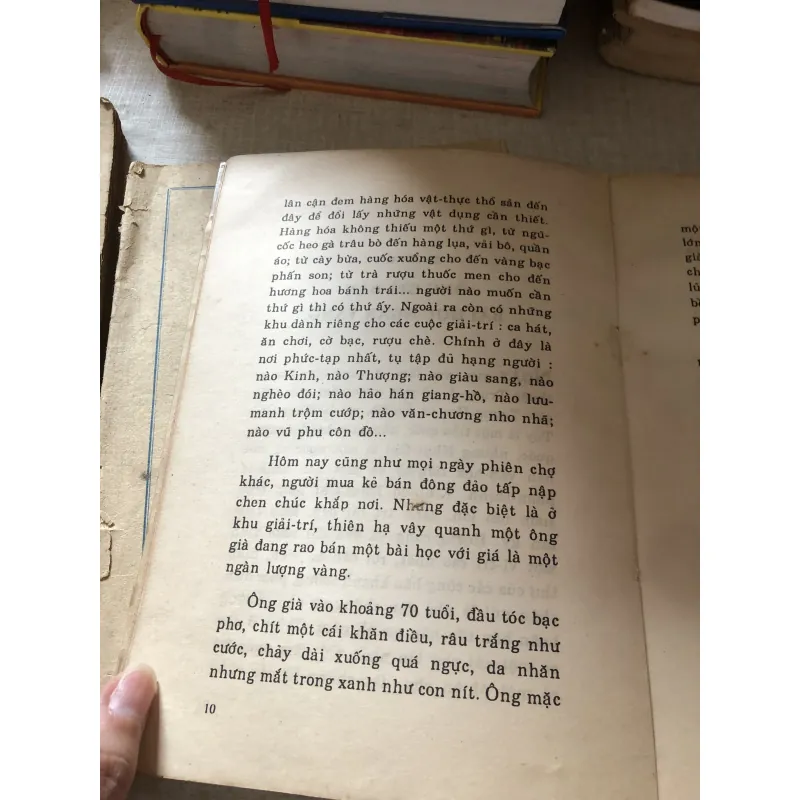 lân cận đem hàng hóa vật-thực thổ sản đến
đây để đổi lấy những vật dụng cần thiết.
Hàng hóa không thiếu một thứ gì, từ ngũ-
cốc heo gà trâu bò đến hàng lụa, vải bô, quần
áo; từ cày bừa, cuốc xuổng cho đến vàng bạc
phấn son; từ trà rượu thuốc men cho đến
hương hoa bánh trái... người nào muốn cần
thứ gì thì có thứ ấy. Ngoài ra còn có những
khu dành riêng cho các cuộc giải-trí : ca hát,
ăn chơi, cờ bạc, rượu chè. Chính ở đây là
nơi phức-tạp nhất, tụ tập đủ hạng người :
nào Kinh, nào Thượng; nào giàu sang, nào
nghèo đói; nào hảo hán giang-hồ, nào lưu-
manh trộm cướp; nào văn-chương nho nhã;
nào vũ phu côn đồ...
Hôm nay cũng như mọi ngày phiên chợ
khác, người mua kẻ bán đông đảo tấp nập
chen chúc khắp nơi. Nhưng đặc biệt là ở
khu giải-trí, thiên hạ vây quanh một ông
già đang rao bán một bài học với giá là một
ngàn lượng vàng.
Ông già vào khoảng 70 tuổi, đầu tóc bạc
phơ, chít một cái khăn điều, râu trắng như
cước, chảy dài xuống quá ngực, da nhăn
nhưng mắt trong xanh như con nít. Ông mặc
10